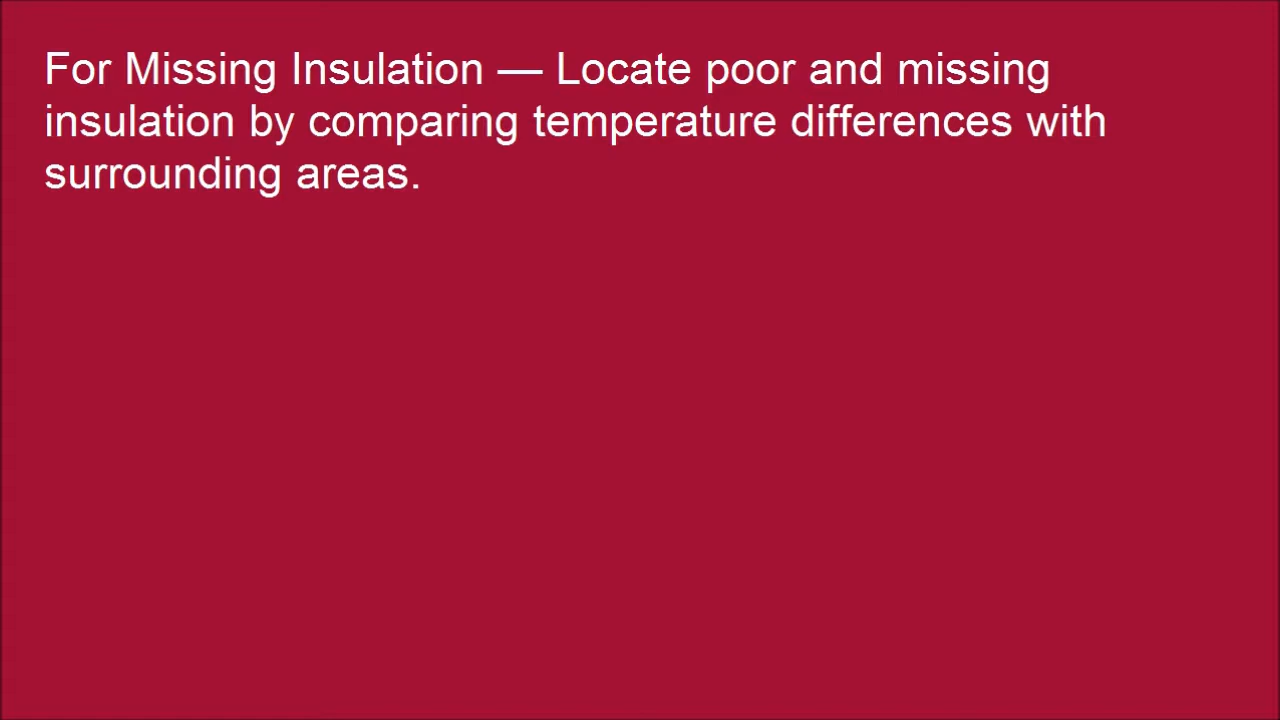 For Missing Insulation — Locate poor and missing
insulation by comparing temperature differences with
surrounding areas.